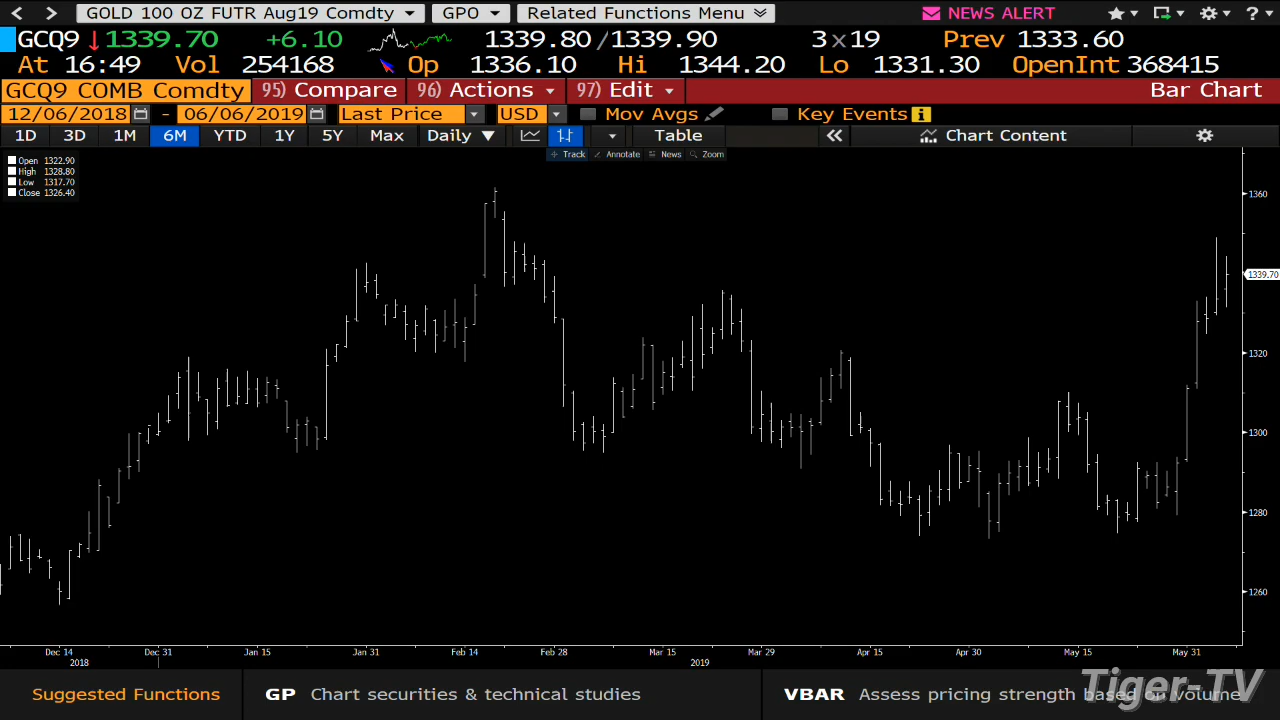 GOLD 100 OZ FUTR Aug19 Comdty GPO Related Functions Menu NEWS ALERT ?
GCQ9 1339.70 +6.10 1339.80/1339.90 3x19 Prev 1333.60
At 16:49 Vol 254168 Op 1336.10 Hi 1344.20 Lo 1331.30 OpenInt 368415
GCQ9 COMB Comdty 95) Compare 96) Actions 97) Edit Bar Chart
12/06/2018 - 06/06/2019 Last Price USD Mov Avgs Key Events i
1D 3D 1M 6M YTD 1Y 5Y Max Daily Table Chart Content
Track Annotate News Zoom
Open 1322.90
High 1328.80
Low 1317.70
Close 1326.40
1360
1339.70
1320
1300
1280
1260
Dec 14 Dec 31 Jan 15 Jan 31 Feb 14 Feb 28 Mar 15 Mar 29 Apr 15 Apr 30 May 15 May 31
2018 2019
Suggested Functions GP Chart securities & technical studies VBAR Assess pricing strength based on volume
Tiger-TV